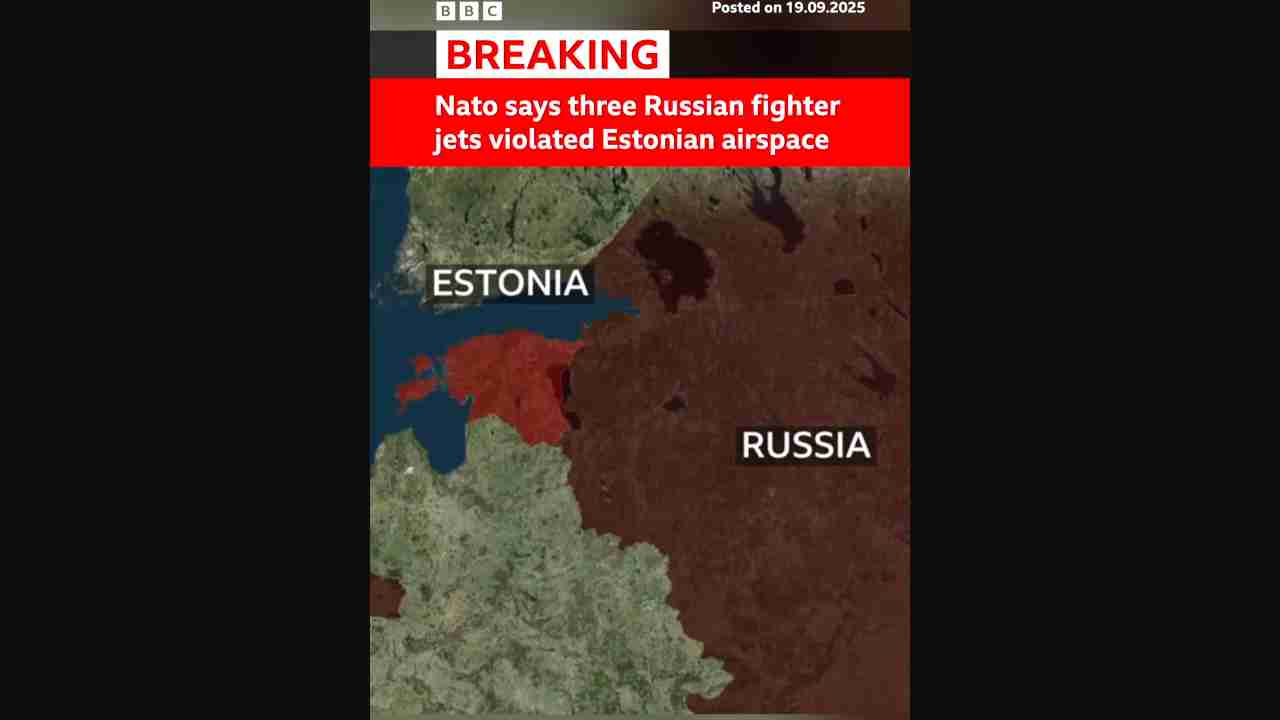 BBC
Posted on 19.09.2025
BREAKING
Nato says three Russian fighter
jets violated Estonian airspace
ESTONIA
RUSSIA